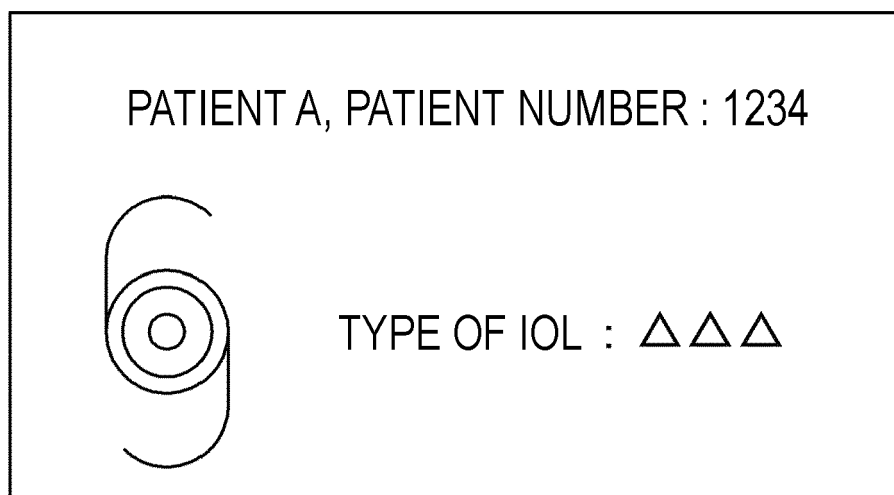 PATIENT A, PATIENT NUMBER : 1234
TYPE OF IOL : △△△